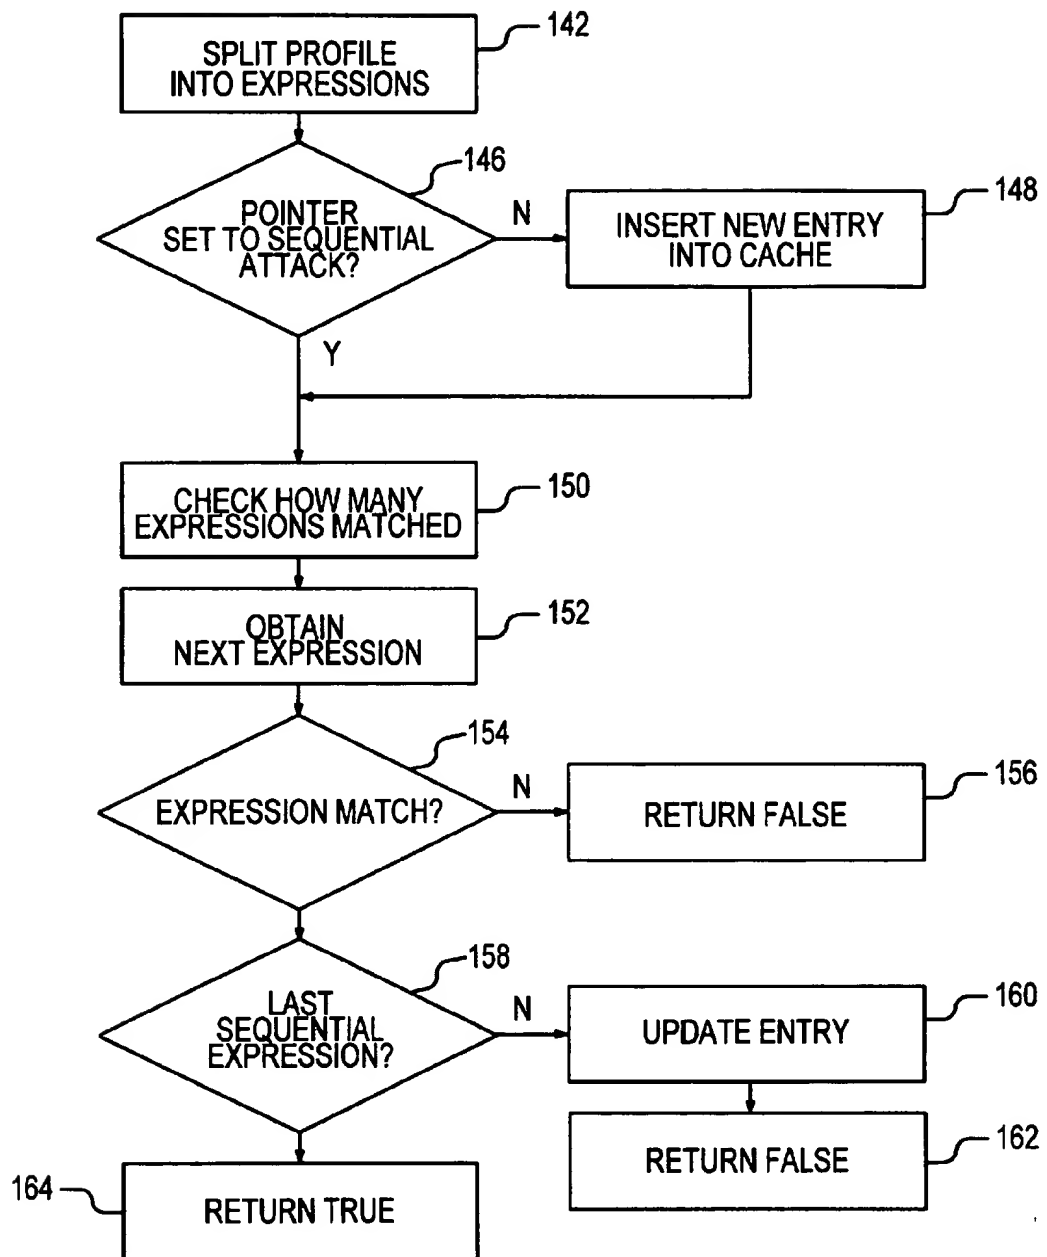 142
SPLIT PROFILE
INTO EXPRESSIONS
146
POINTER
SET TO SEQUENTIAL
ATTACK?
N
148
INSERT NEW ENTRY
INTO CACHE
Y
150
CHECK HOW MANY
EXPRESSIONS MATCHED
152
OBTAIN
NEXT EXPRESSION
154
EXPRESSION MATCH?
N
156
RETURN FALSE
158
LAST
SEQUENTIAL
EXPRESSION?
N
160
UPDATE ENTRY
162
RETURN FALSE
164
RETURN TRUE